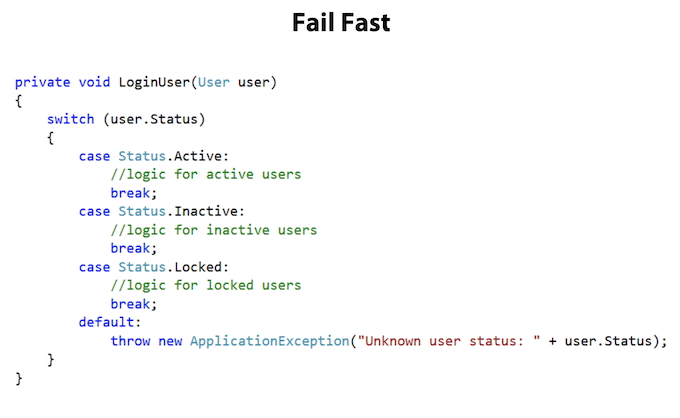 Fail Fast
private void LoginUser(User user)
{
    switch (user.Status)
    {
        case Status.Active:
            //logic for active users
            break;
        case Status.Inactive:
            //logic for inactive users
            break;
        case Status.Locked:
            //logic for locked users
            break;
        default:
            throw new ApplicationException("Unknown user status: " + user.Status);
    }
}